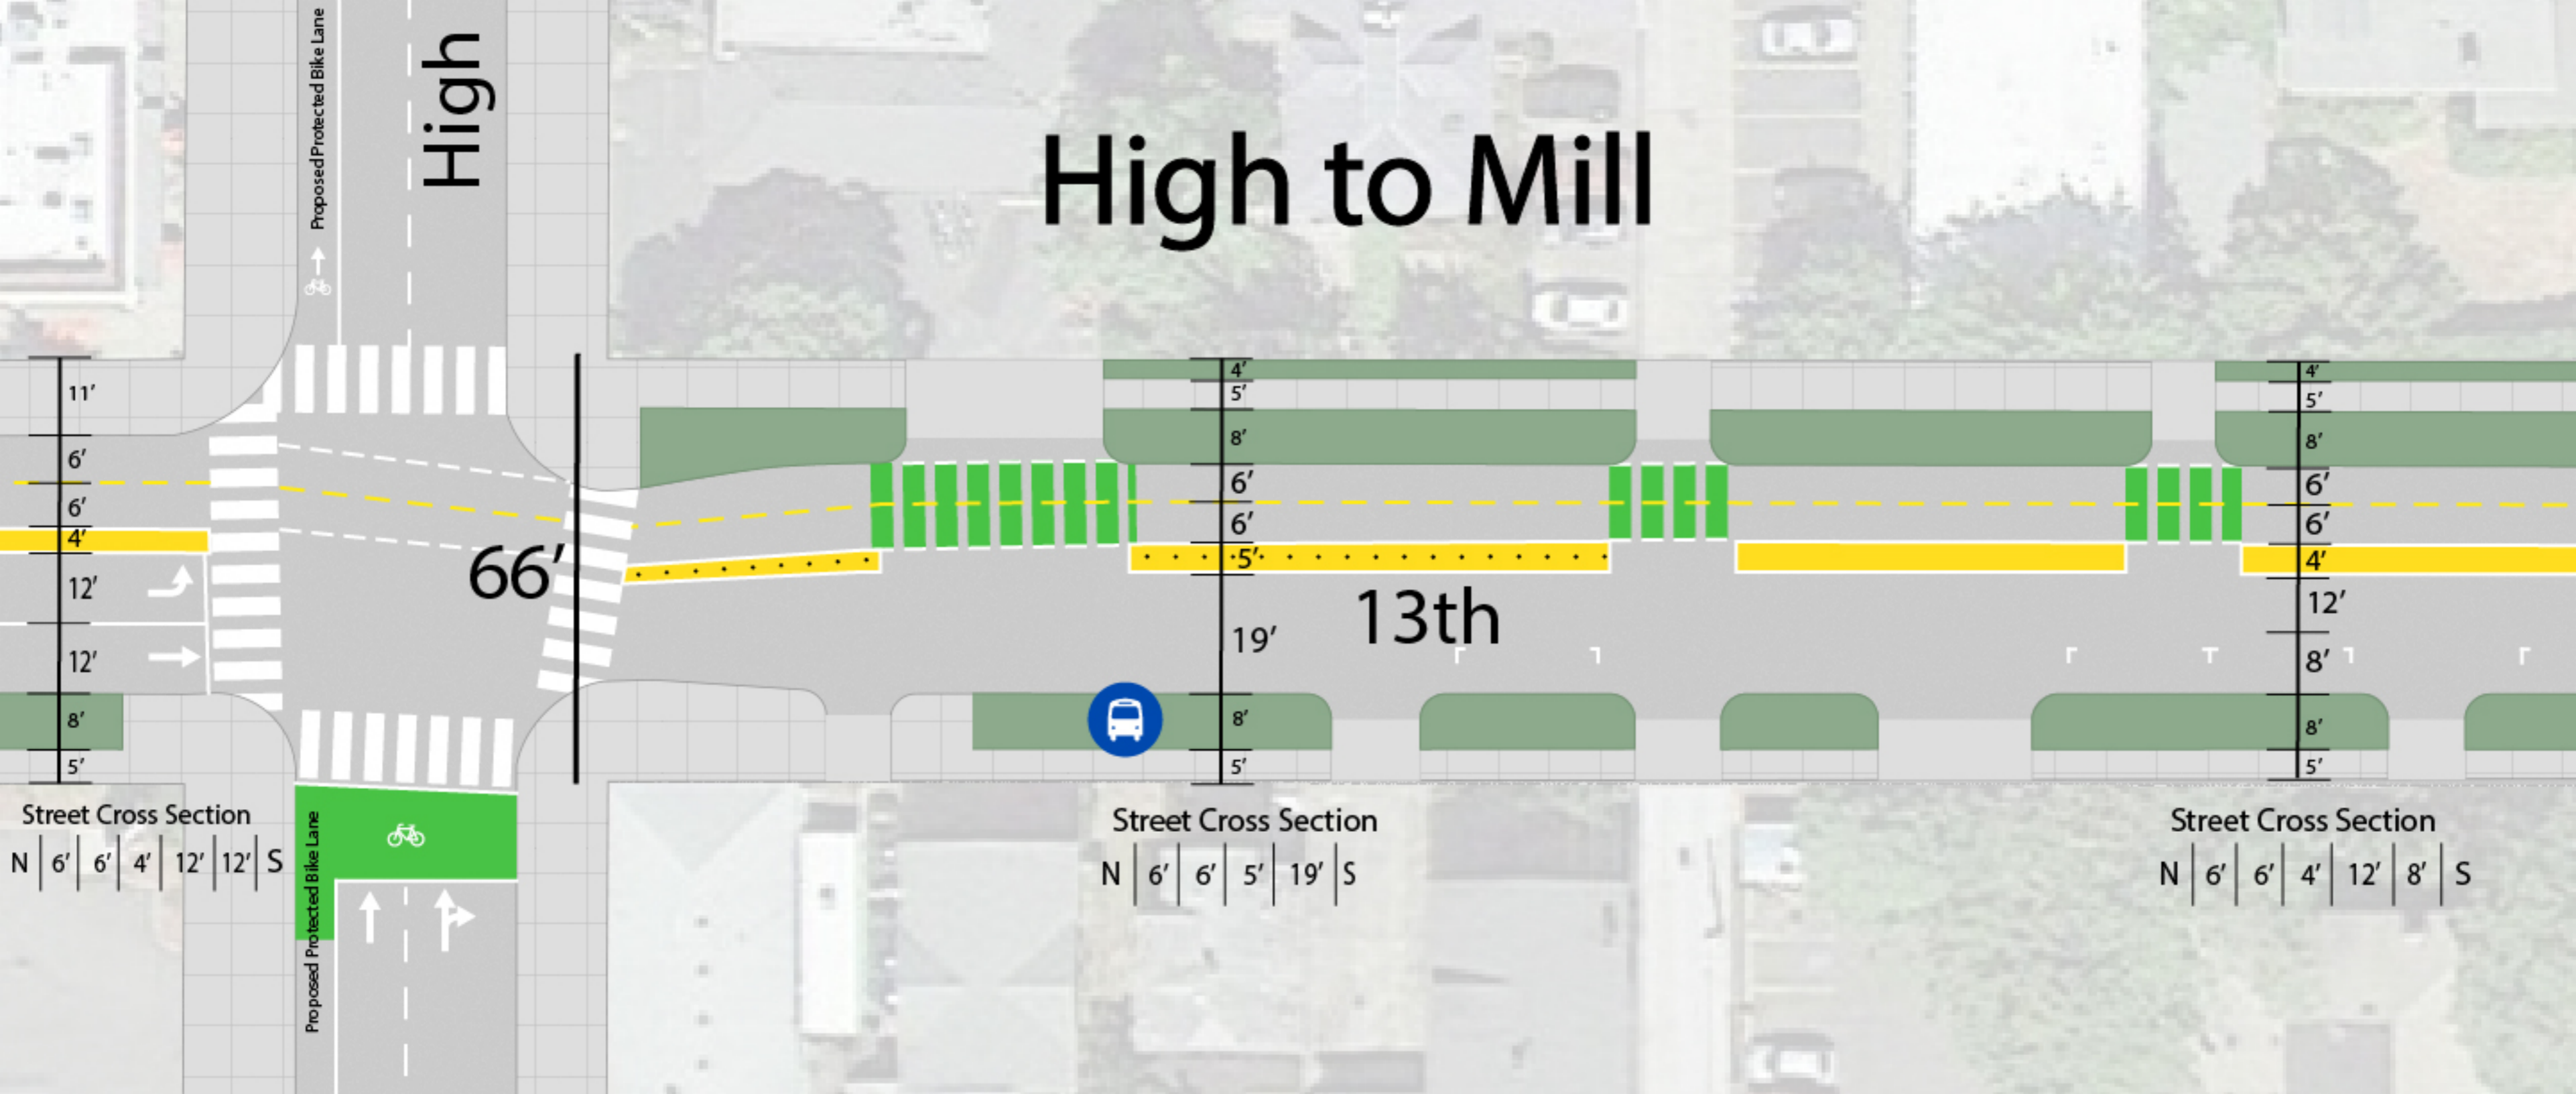 Proposed Protected Bike Lane
High
High to Mill
11’
6’
6’
4’
12’
12’
8’
5’
66’
4’
5’
8’
6’
6’
5’
19’
8’
5’
13th
4’
5’
8’
6’
6’
4’
12’
8’
8’
5’
Street Cross Section
N 6’ 6’ 4’ 12’ 12’ S
Proposed Protected Bike Lane
Street Cross Section
N 6’ 6’ 5’ 19’ S
Street Cross Section
N 6’ 6’ 4’ 12’ 8’ S